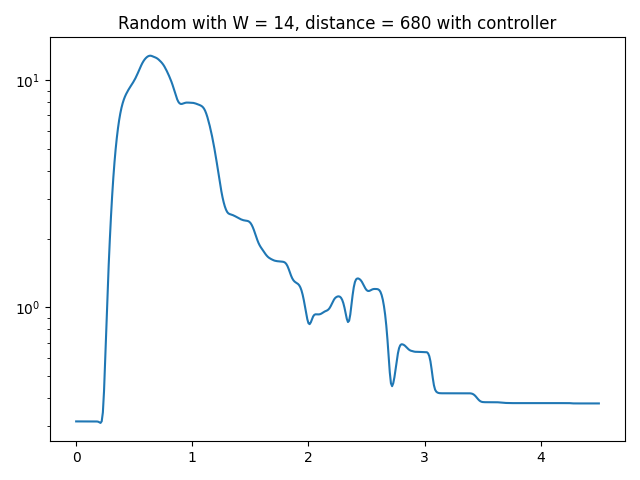 Random with W = 14, distance = 680 with controller
10¹
10⁰
0 1 2 3 4